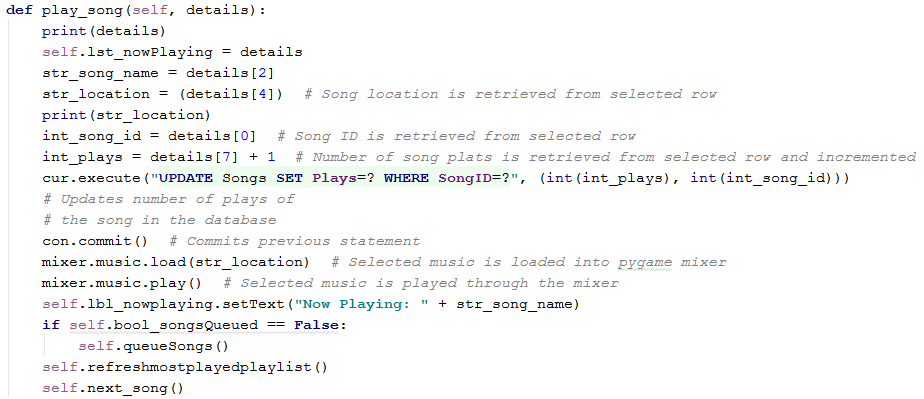 def play_song(self, details):
    print(details)
    self.lst_nowPlaying = details
    str_song_name = details[2]
    str_location = (details[4])  # Song location is retrieved from selected row
    print(str_location)
    int_song_id = details[0]  # Song ID is retrieved from selected row
    int_plays = details[7] + 1  # Number of song plats is retrieved from selected row and incremented
    cur.execute("UPDATE Songs SET Plays=? WHERE SongID=?", (int(int_plays), int(int_song_id)))
    # Updates number of plays of
    # the song in the database
    con.commit()  # Commits previous statement
    mixer.music.load(str_location)  # Selected music is loaded into pygame mixer
    mixer.music.play()  # Selected music is played through the mixer
    self.lbl_nowplaying.setText("Now Playing: " + str_song_name)
    if self.bool_songsQueued == False:
        self.queueSongs()
    self.refreshmostplayedplaylist()
    self.next_song()